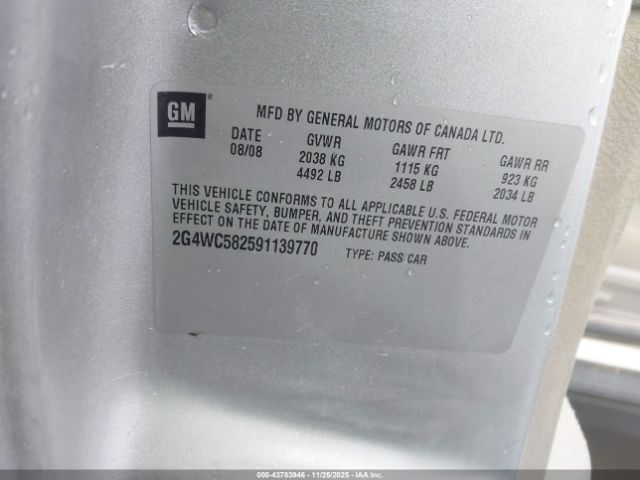 GM
MFD BY GENERAL MOTORS OF CANADA LTD.
DATE GVWR GAWR FRT GAWR RR
08/08 2038 KG 1115 KG 923 KG
4492 LB 2458 LB 2034 LB
THIS VEHICLE CONFORMS TO ALL APPLICABLE U.S. FEDERAL MOTOR
VEHICLE SAFETY, BUMPER, AND THEFT PREVENTION STANDARDS IN
EFFECT ON THE DATE OF MANUFACTURE SHOWN ABOVE.
2G4WC582591139770 TYPE: PASS CAR
000-43783946 - 11/25/2025 - IAAI.COM